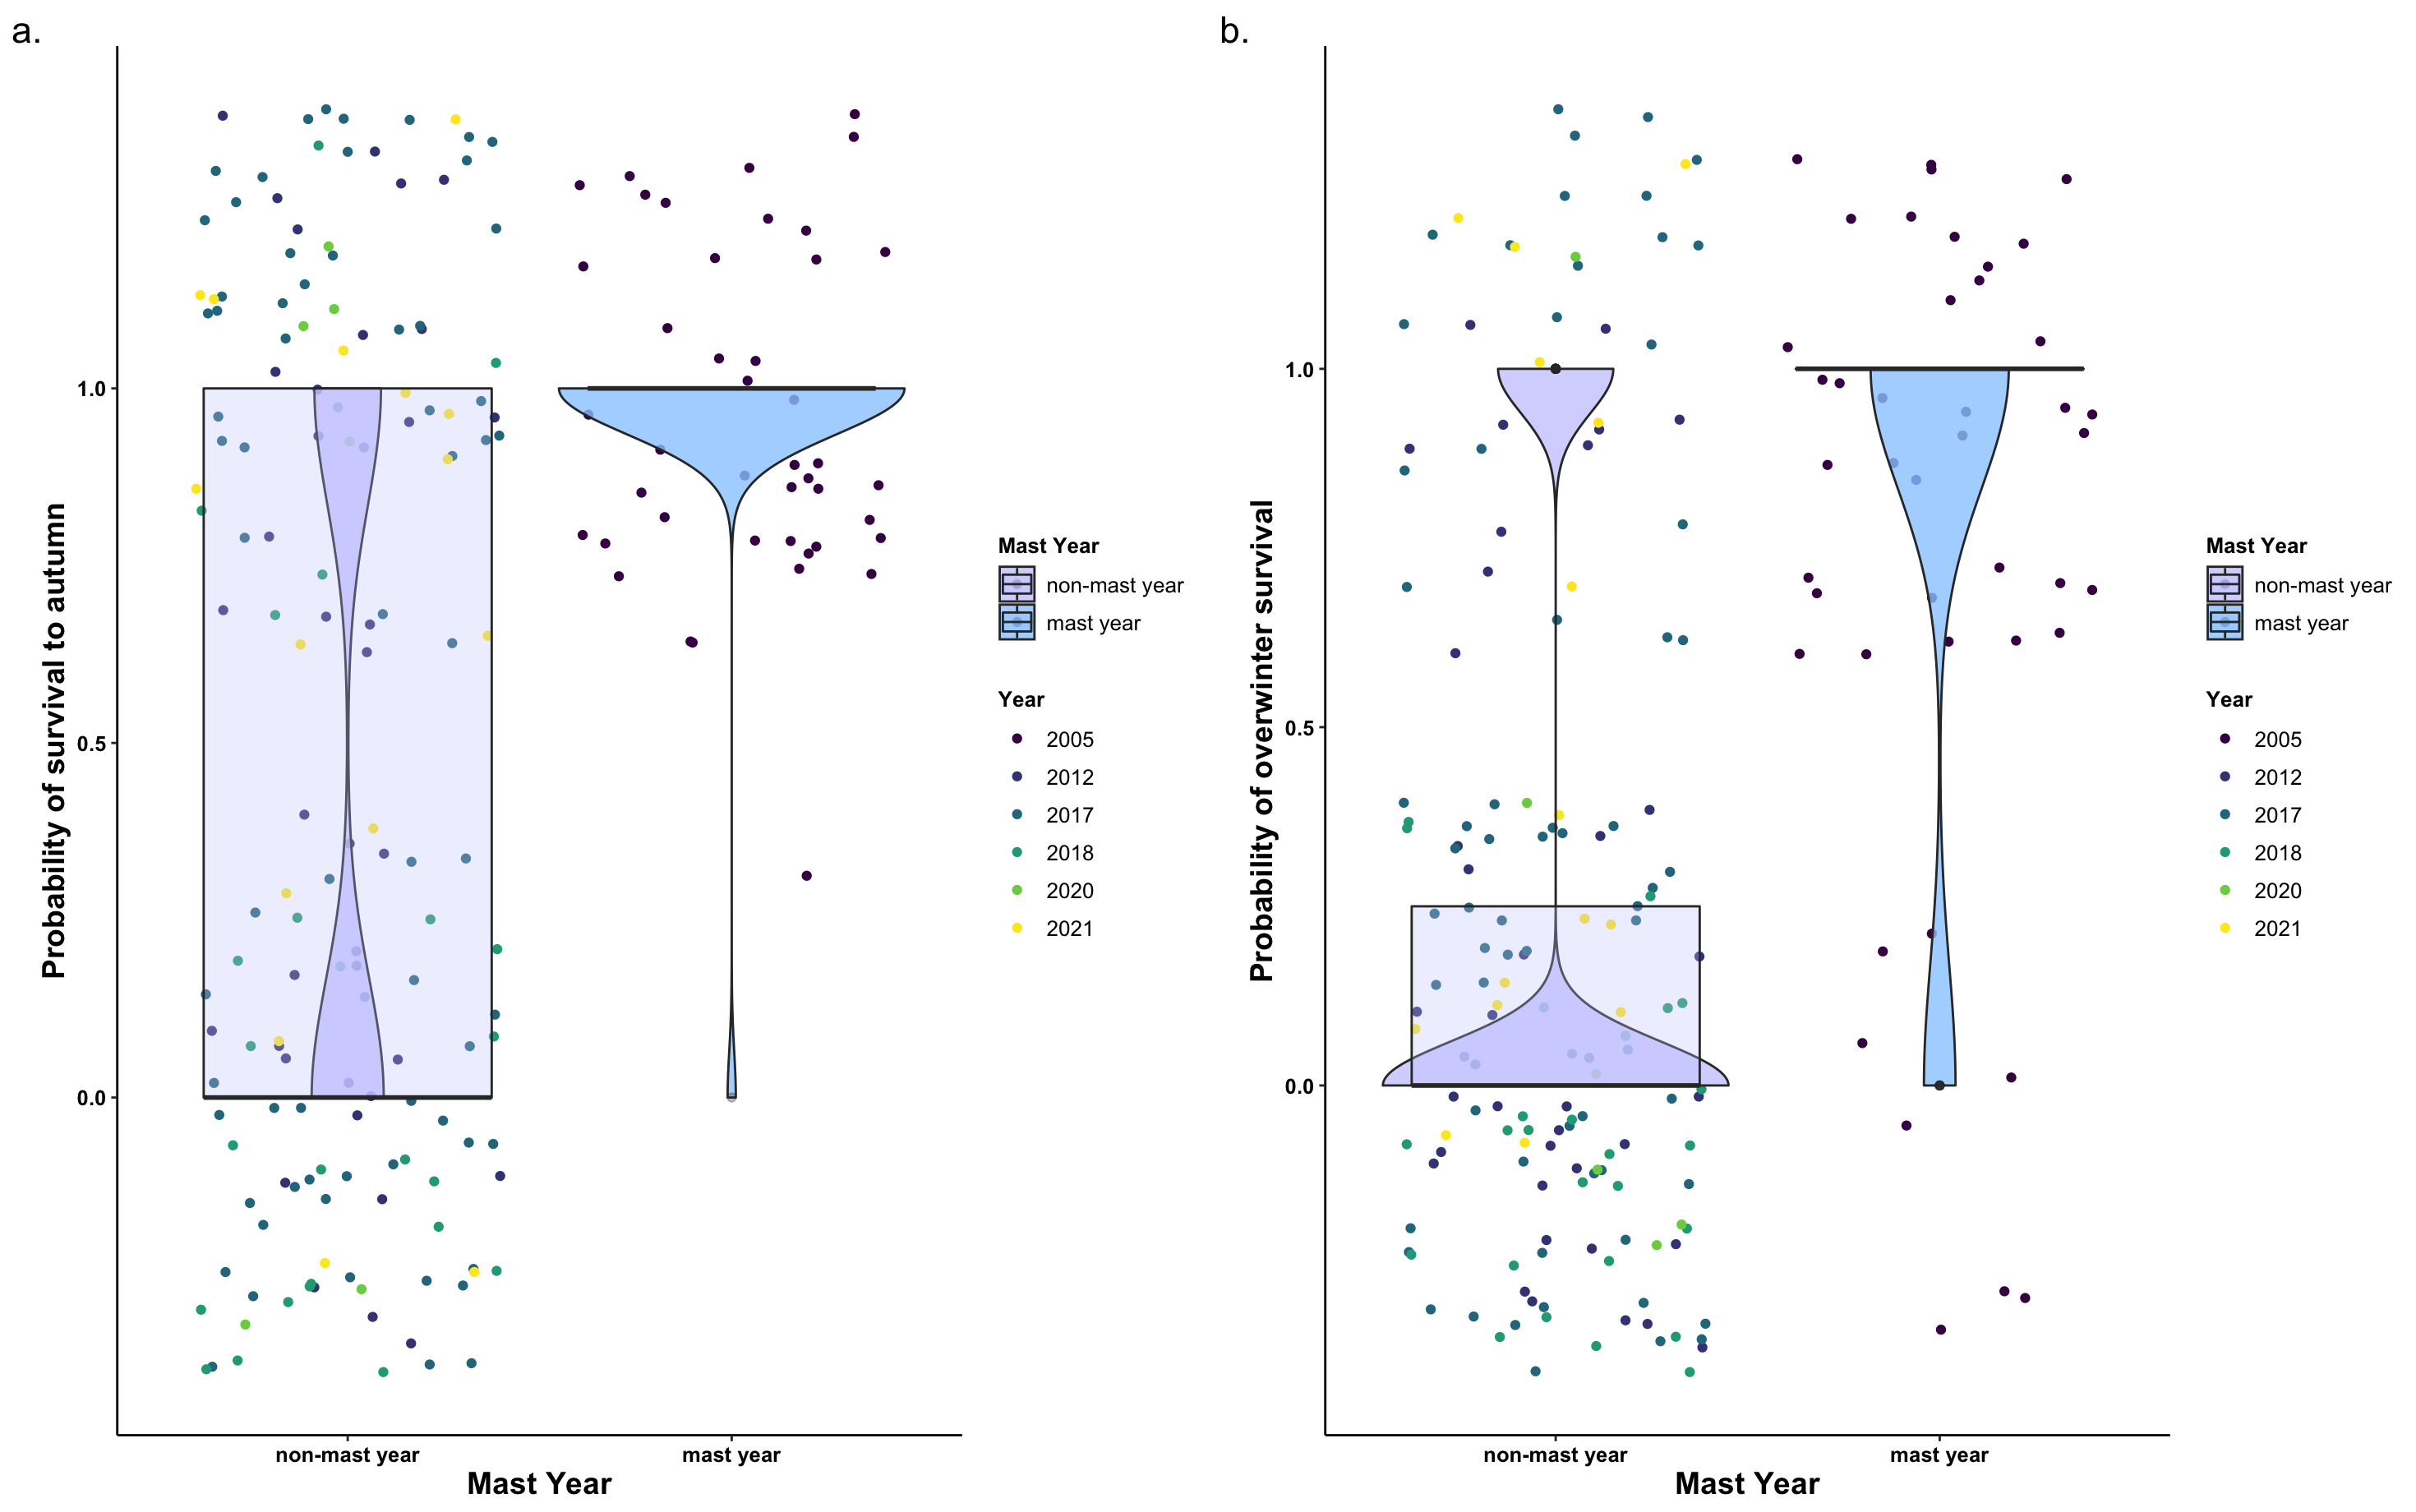 a.
Probability of survival to autumn
1.0
0.5
0.0
non-mast year
mast year
Mast Year
Mast Year
non-mast year
mast year
Year
2005
2012
2017
2018
2020
2021
b.
Probability of overwinter survival
1.0
0.5
0.0
non-mast year
mast year
Mast Year
Mast Year
non-mast year
mast year
Year
2005
2012
2017
2018
2020
2021